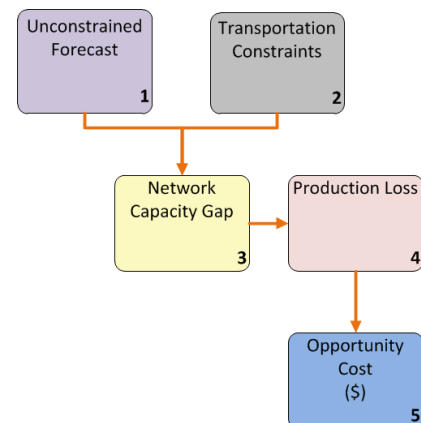 Unconstrained
Forecast
1
Transportation
Constraints
2
Network
Capacity Gap
3
Production Loss
4
Opportunity
Cost
($)
5